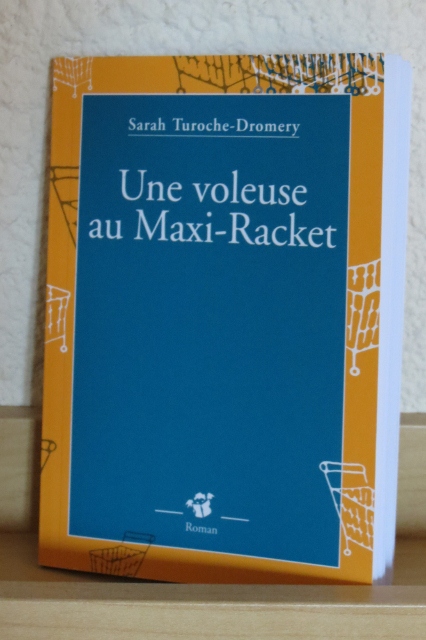 Sarah Turoche-Dromery
Une voleuse
au Maxi-Racket
Roman